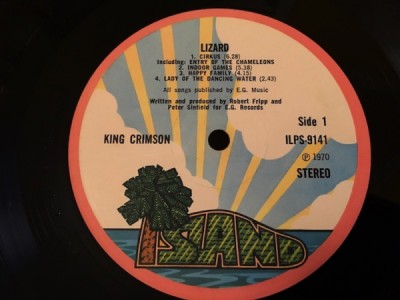 LIZARD
1. CIRKUS (6.28)
Including: ENTRY OF THE CHAMELEONS
2. INDOOR GAMES (5.38)
3. HAPPY FAMILY (4.15)
4. LADY OF THE DANCING WATER (2.43)
All songs published by E.G. Music
Written and produced by Robert Fripp and
Peter Sinfield for E.G. Records
Side 1
KING CRIMSON
ILPS-9141
℗ 1970
STEREO
ISLAND